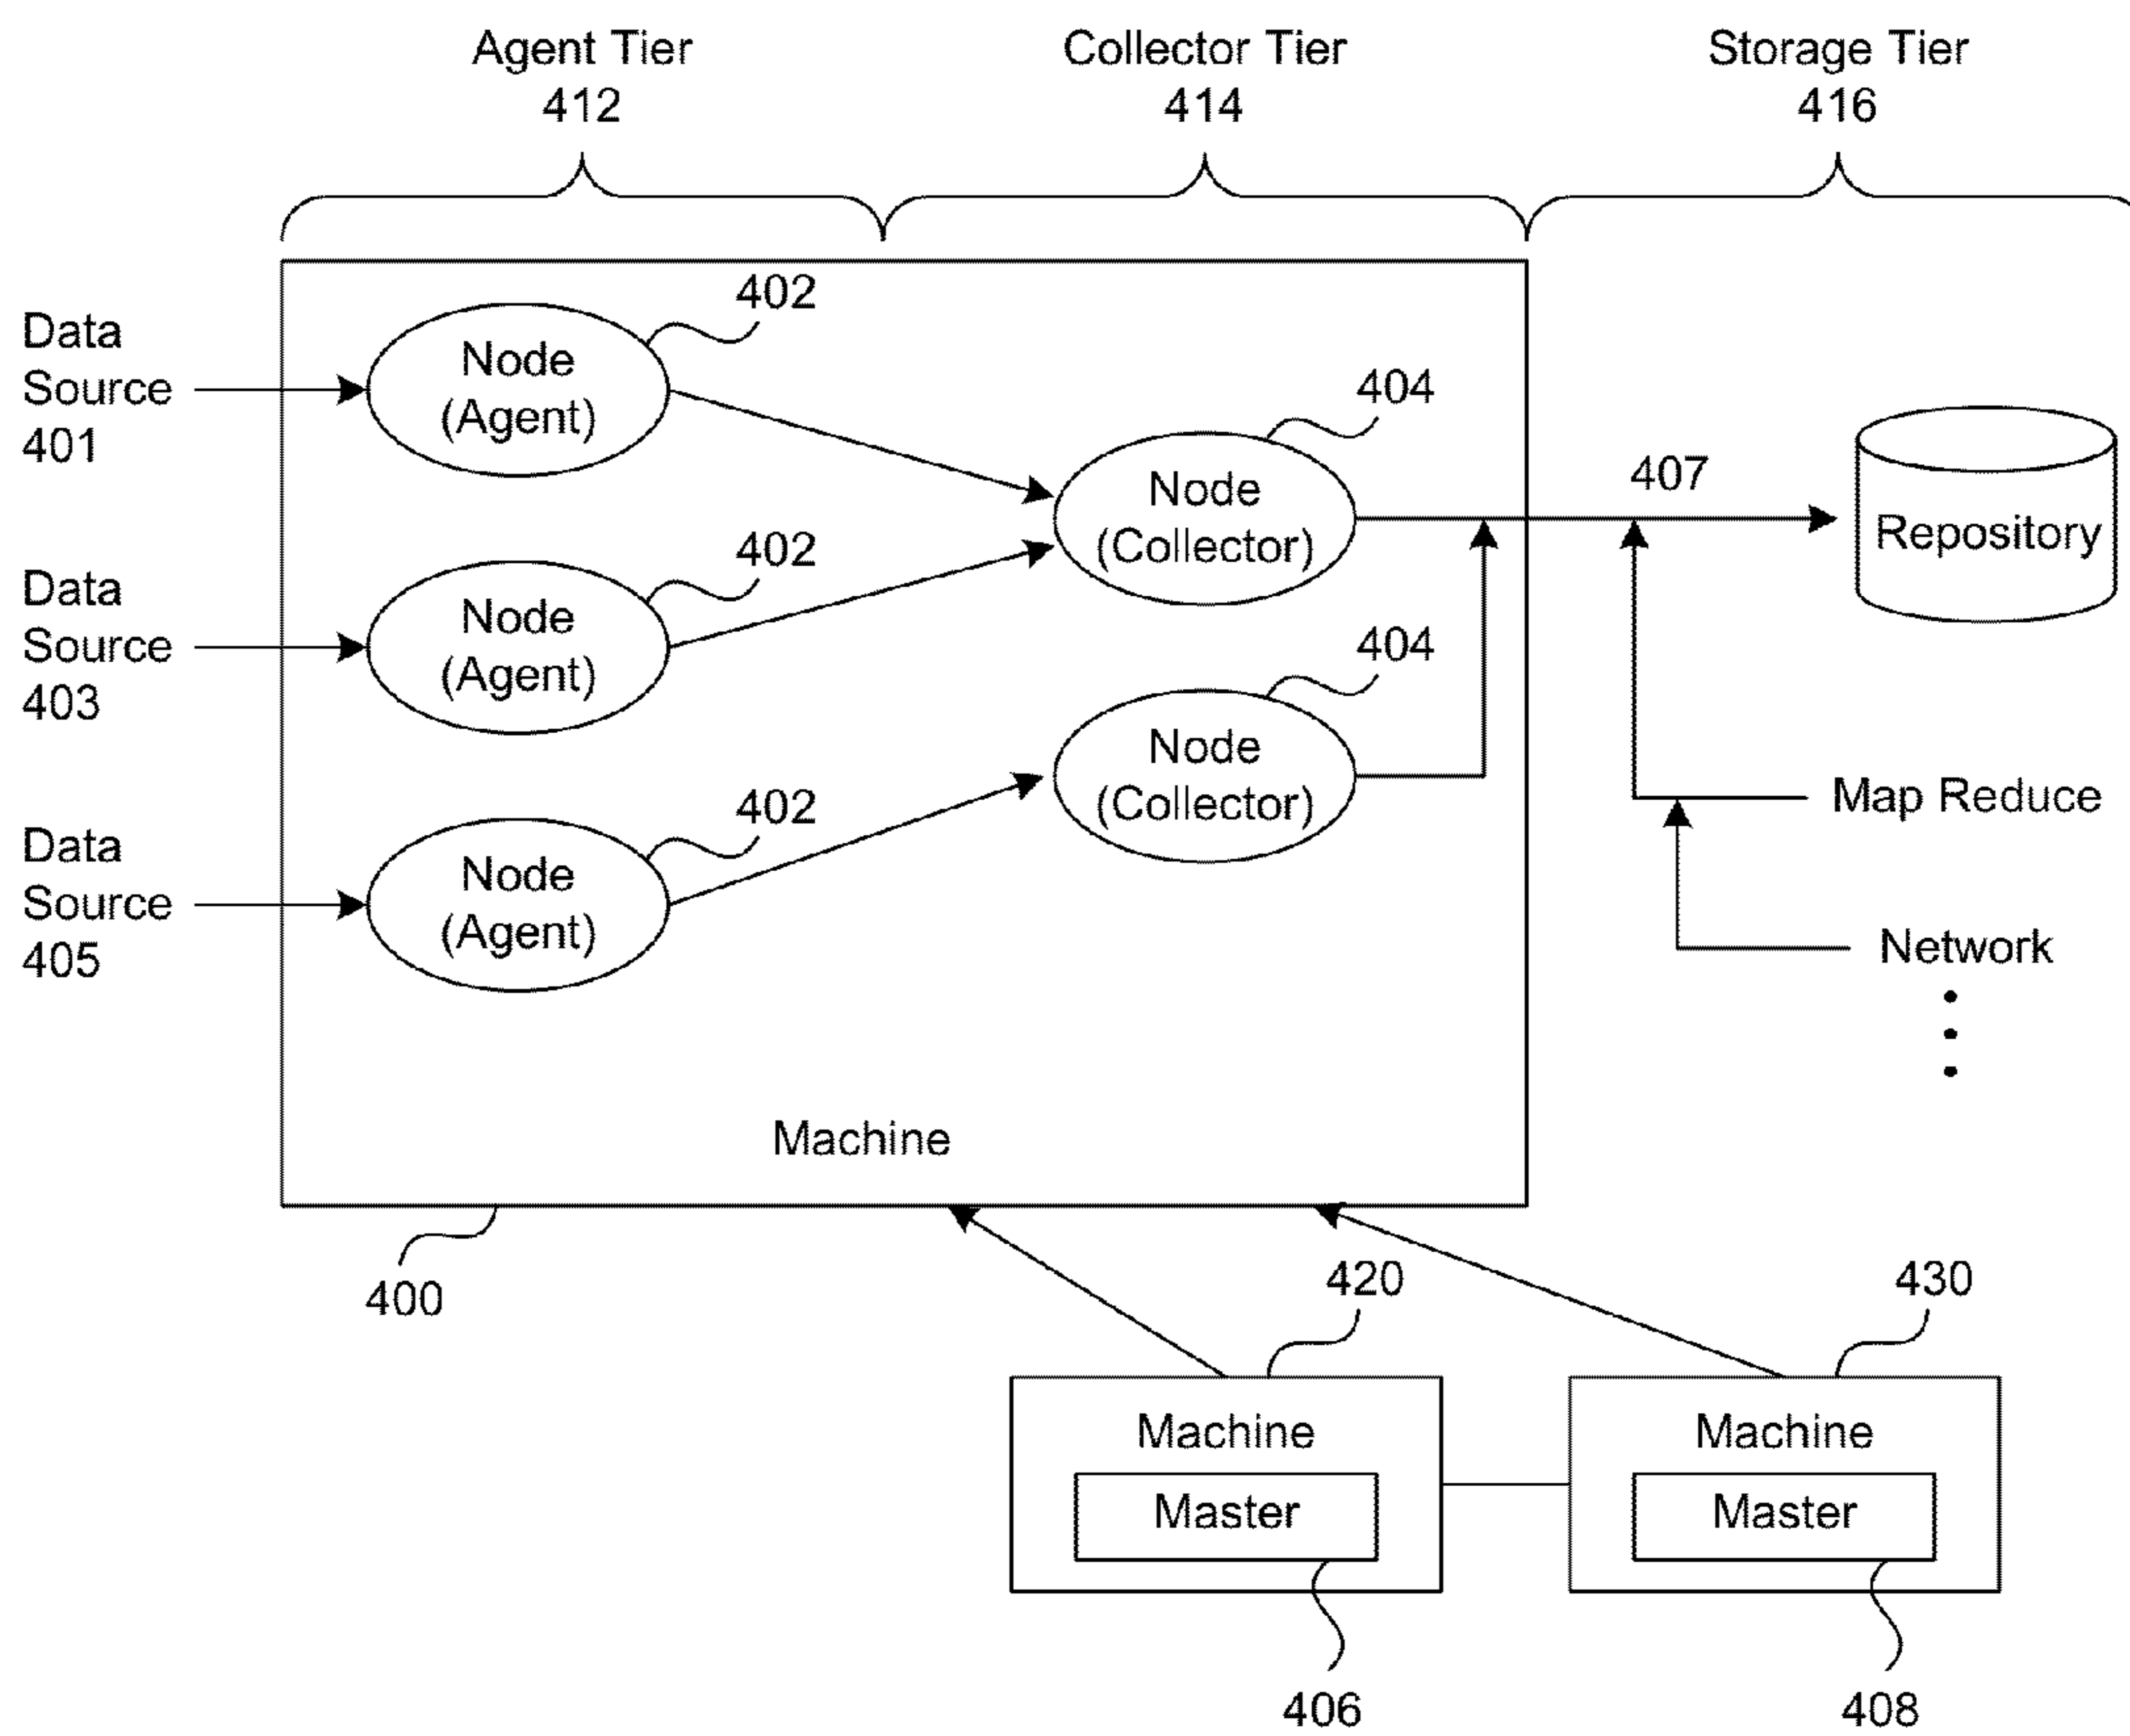 Agent Tier
412
Collector Tier
414
Storage Tier
416
Data
Source
401
402
Node
(Agent)
404
Node
(Collector)
407
Repository
Data
Source
403
402
Node
(Agent)
404
Node
(Collector)
Map Reduce
Data
Source
405
402
Node
(Agent)
Network
Machine
400
420
430
Machine
Master
Machine
Master
406
408